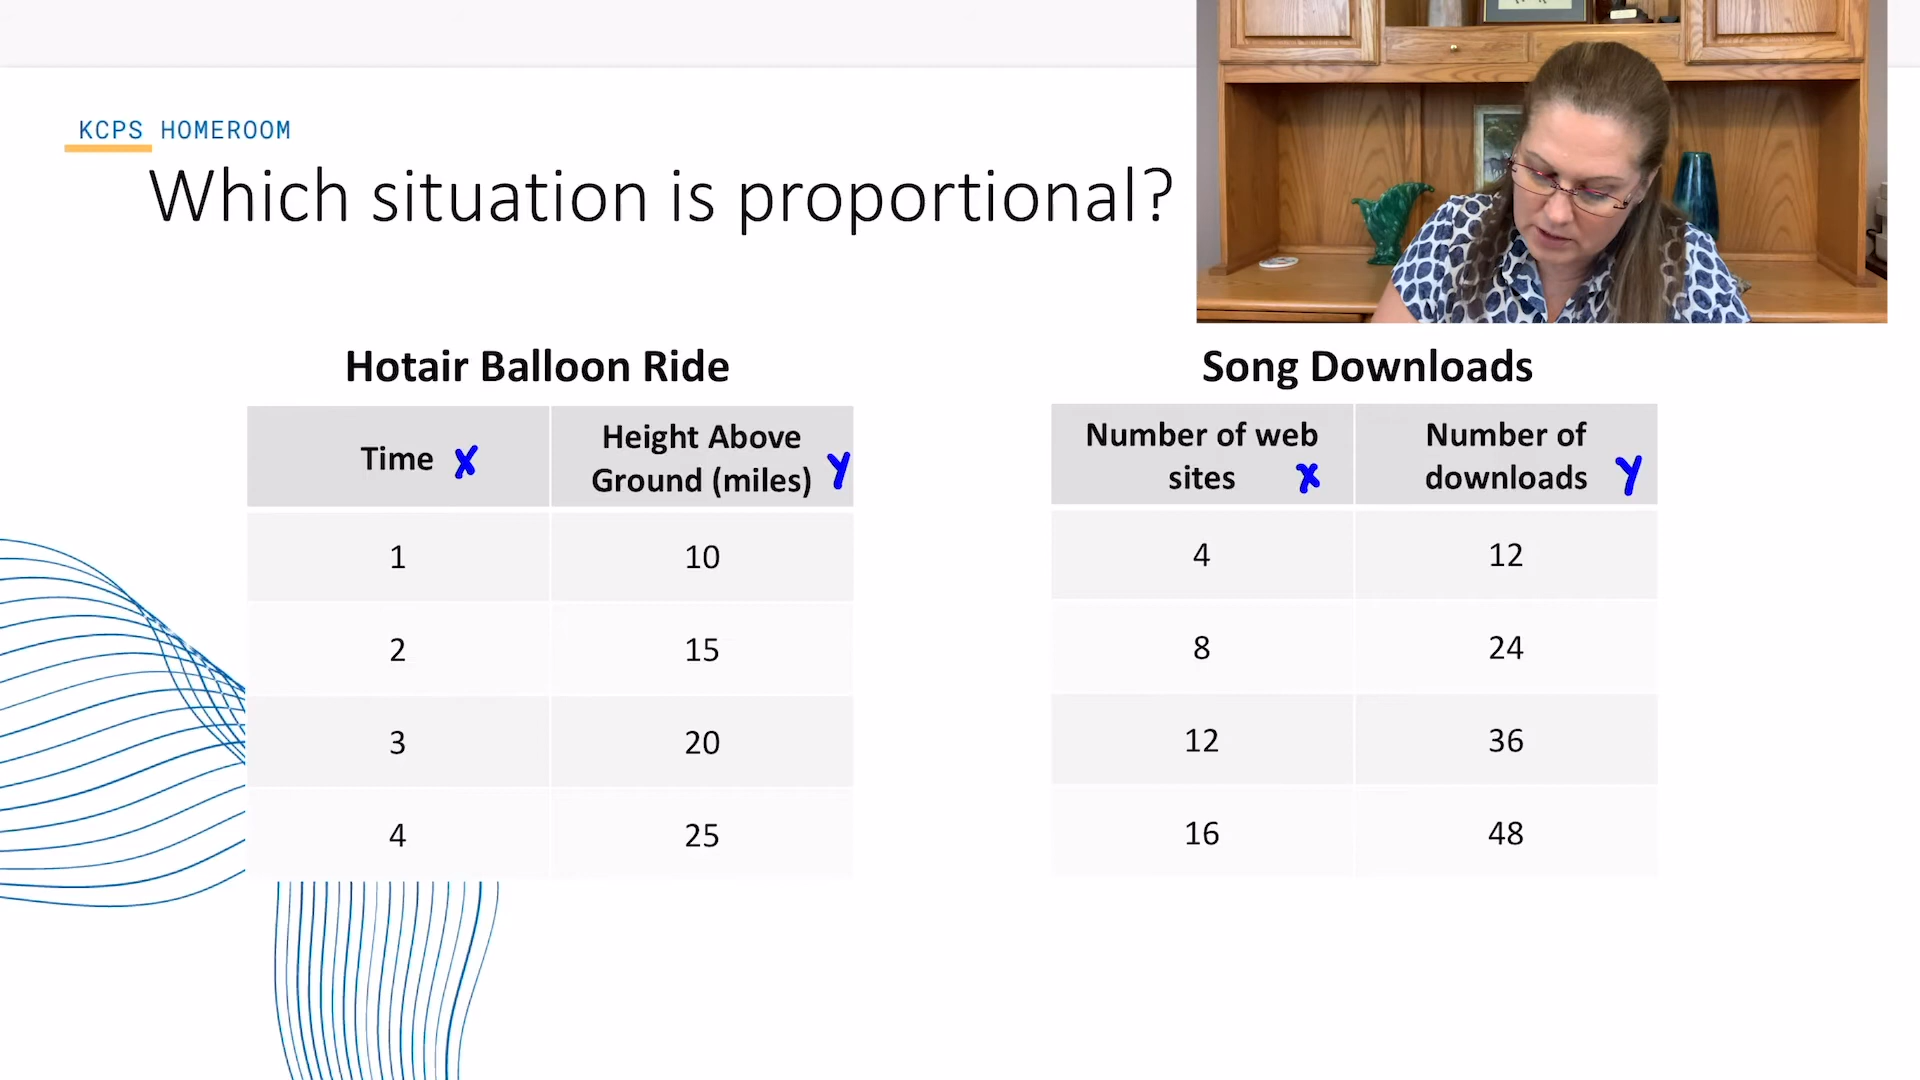 KCPS HOMEROOM
Which situation is proportional?
Hotair Balloon Ride
Time x
Height Above
Ground (miles) y
1 10
2 15
3 20
4 25
Song Downloads
Number of web
sites x
Number of
downloads y
4 12
8 24
12 36
16 48